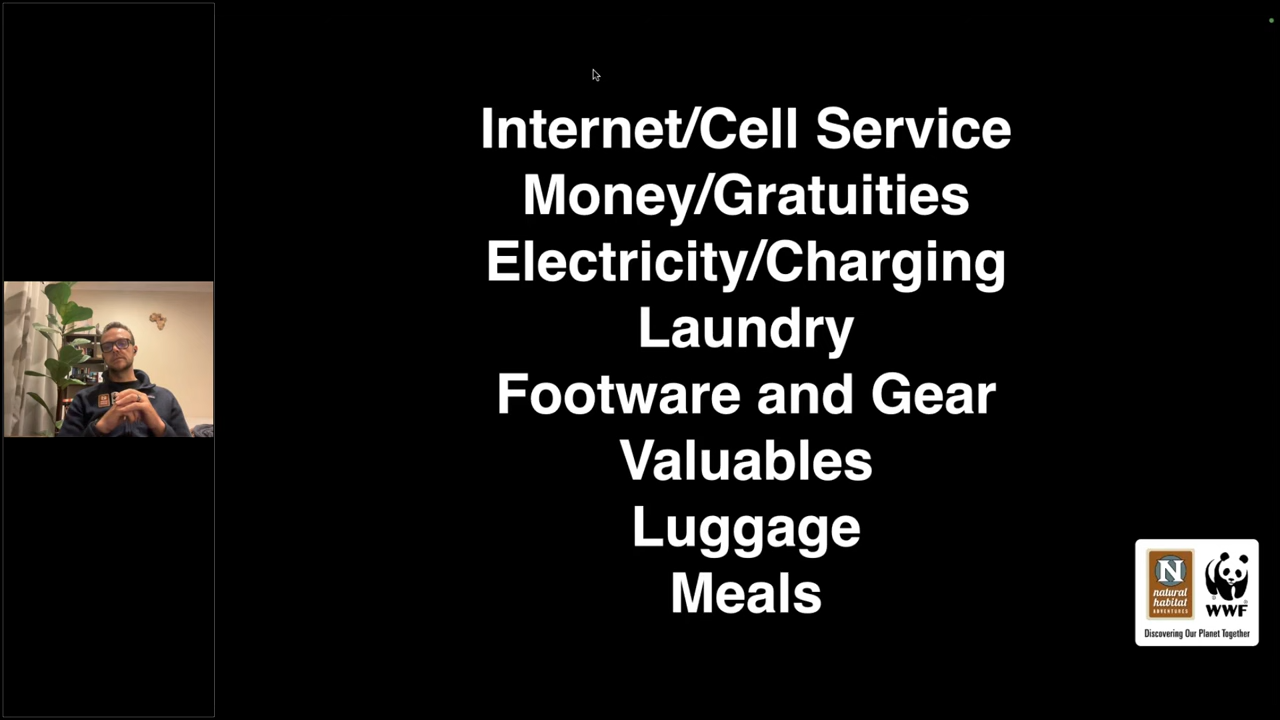 Internet/Cell Service
Money/Gratuities
Electricity/Charging
Laundry
Footware and Gear
Valuables
Luggage
Meals
N
natural
habitat
ADVENTURES
WWF
Discovering Our Planet Together